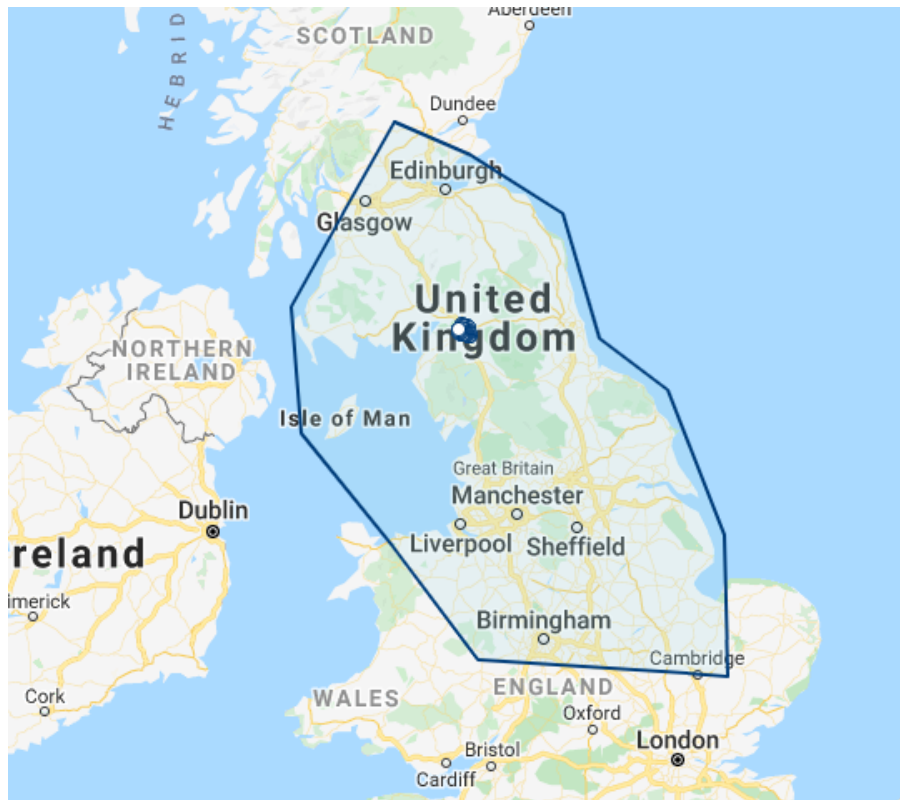 Aberdeen
SCOTLAND
HEBRID
Dundee
Edinburgh
Glasgow
United
Kingdom
NORTHERN
IRELAND
Isle of Man
Great Britain
Manchester
Dublin
Liverpool
Sheffield
reland
imerick
Birmingham
Cambridge
ENGLAND
WALES
Cork
Oxford
London
Bristol
Cardiff